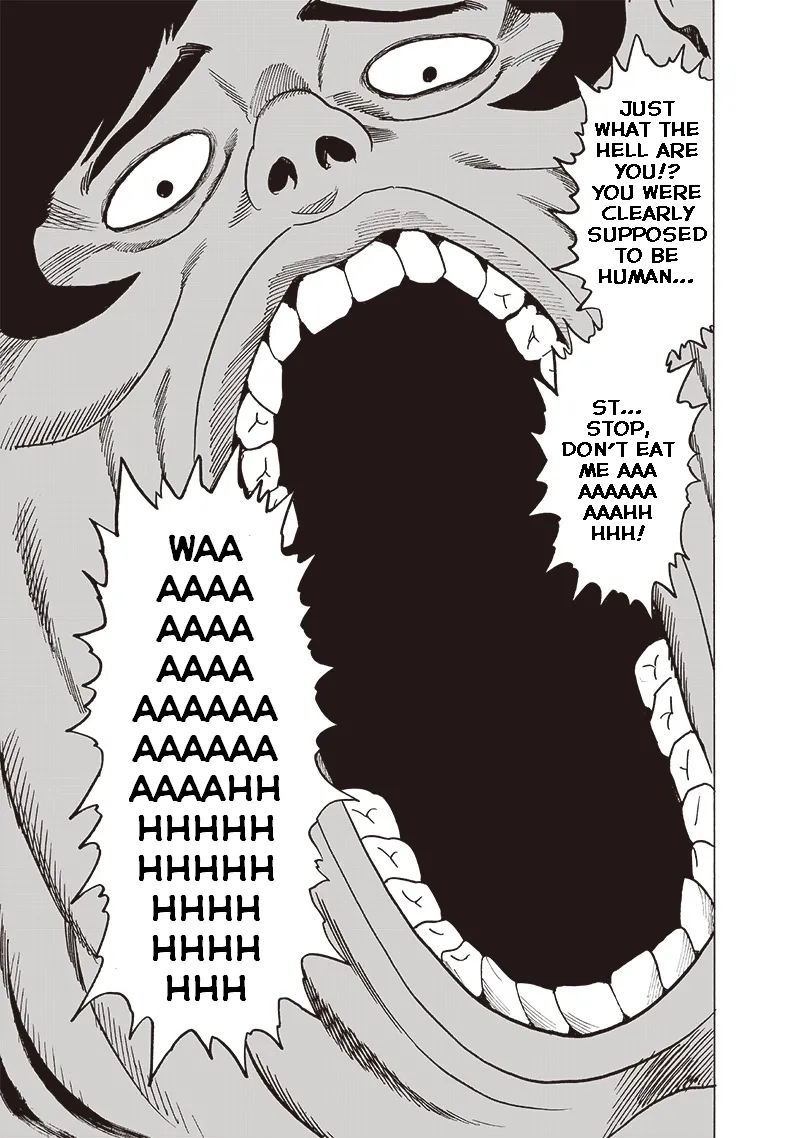 JUST
WHAT THE
HELL ARE
YOU!?
YOU WERE
CLEARLY
SUPPOSED
TO BE
HUMAN...
ST...
STOP,
DON'T EAT
ME AAA
AAAAAA
AAAHH
HHH!
WAA
AAAA
AAAA
AAAA
AAAAAA
AAAAAA
AAAAHH
HHHHH
HHHHH
HHHH
HHHH
HHH